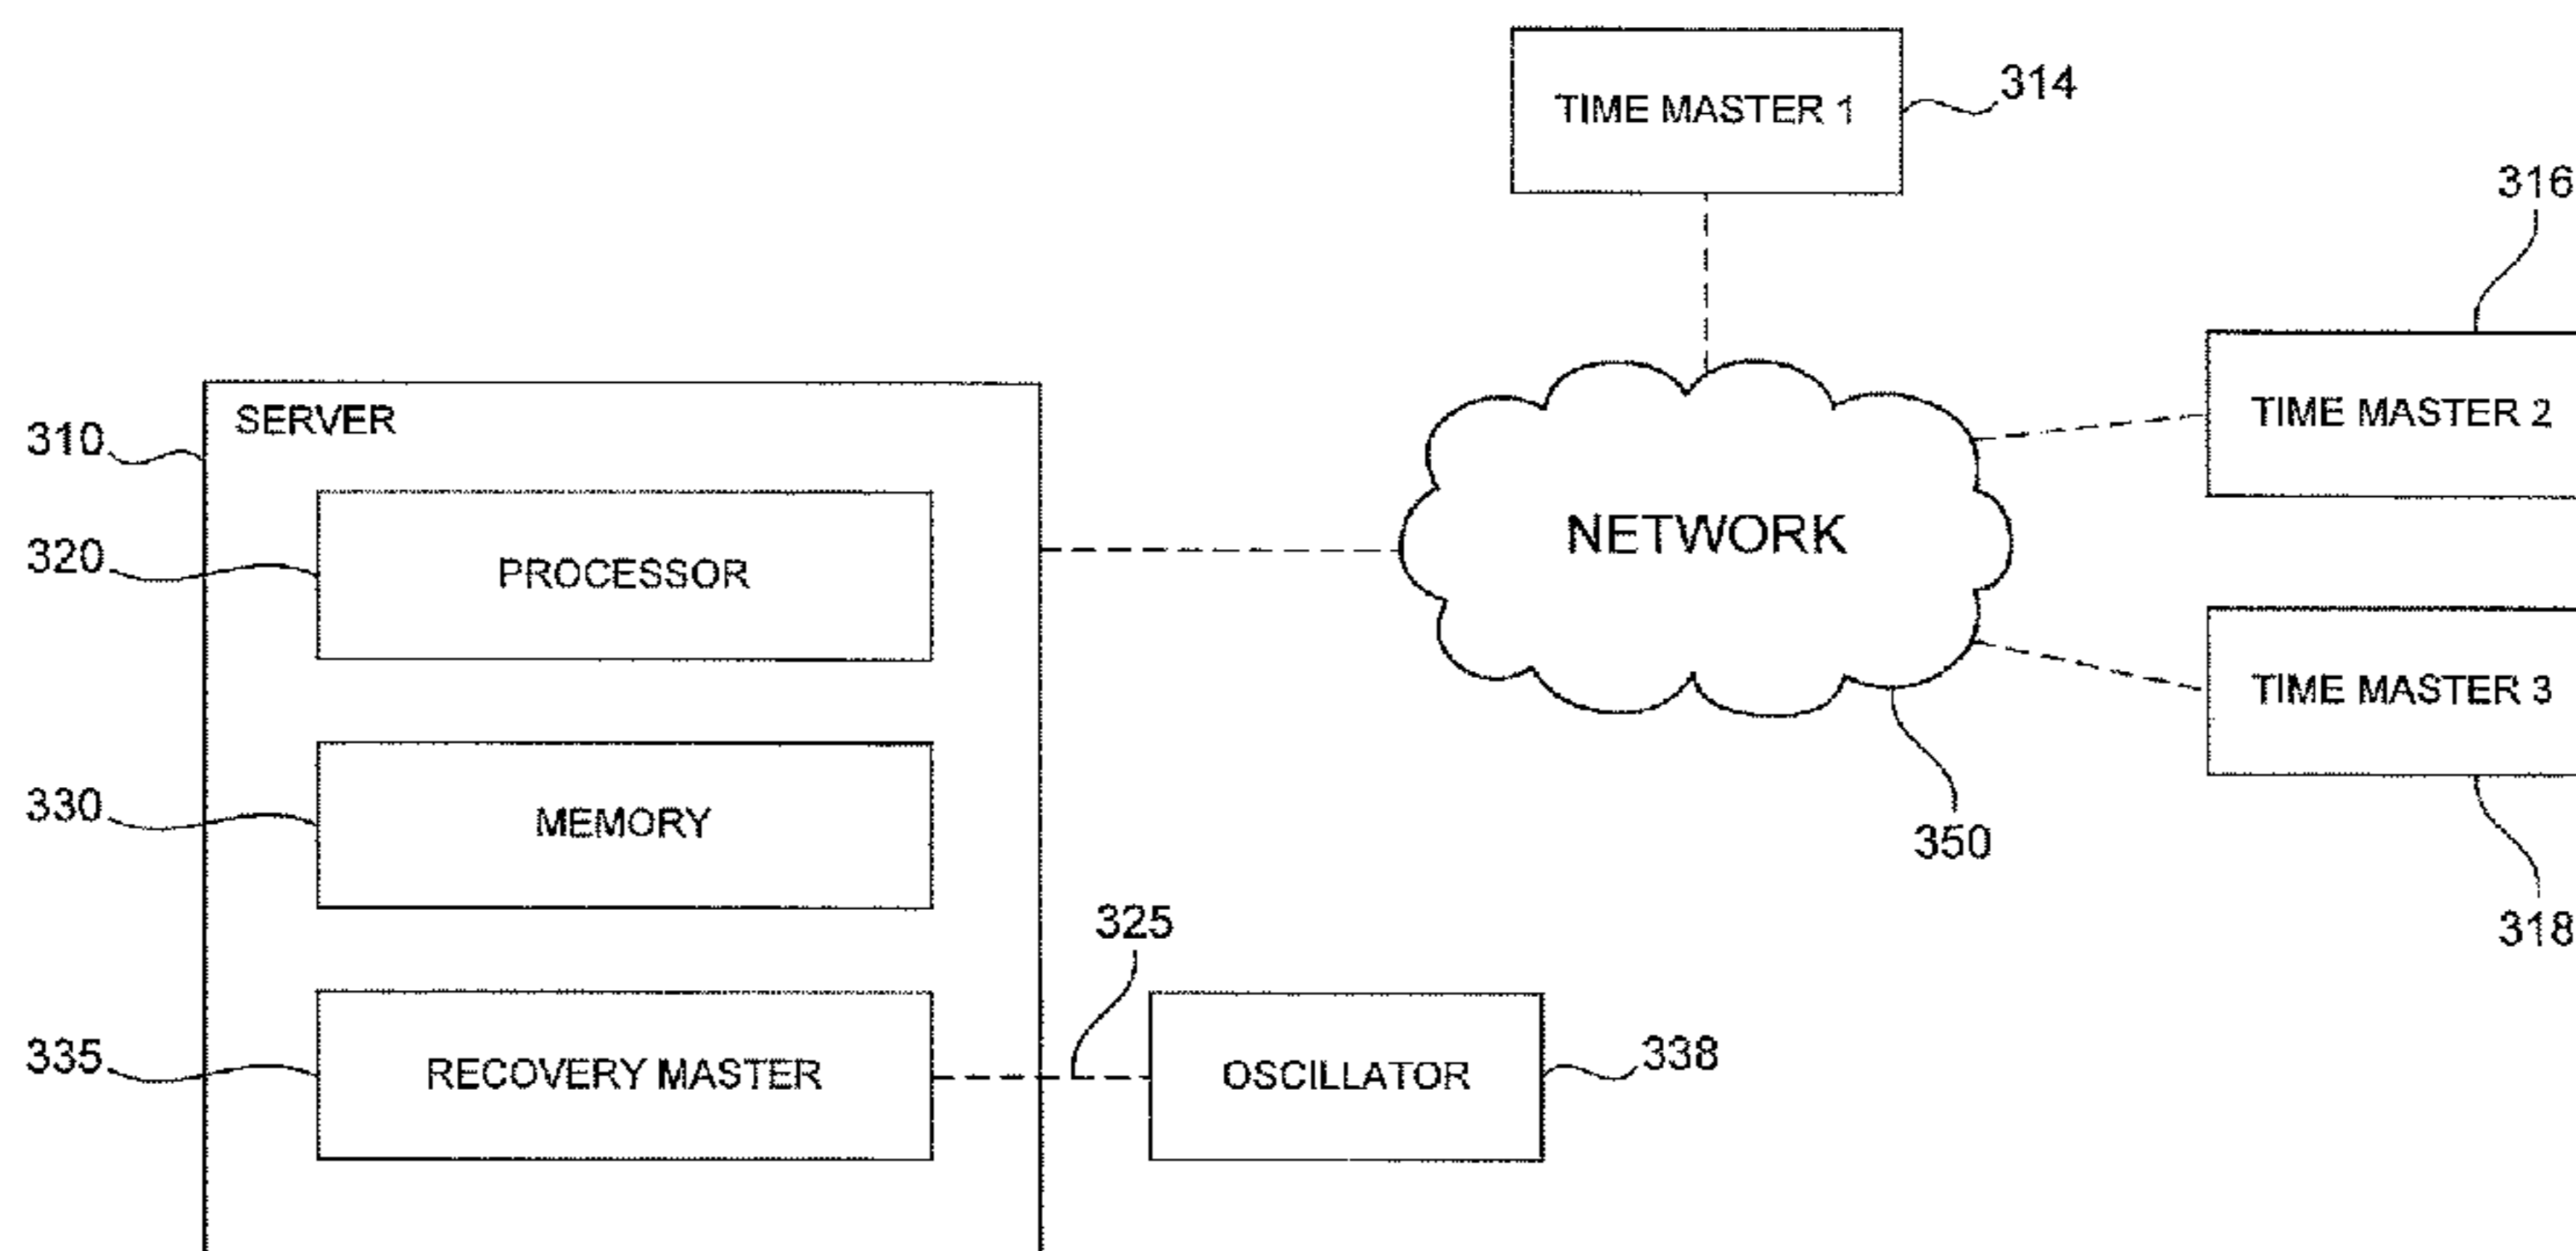 TIME MASTER 1
314
316
SERVER
310
TIME MASTER 2
NETWORK
320
PROCESSOR
TIME MASTER 3
330
MEMORY
350
325
318
335
RECOVERY MASTER
OSCILLATOR
338